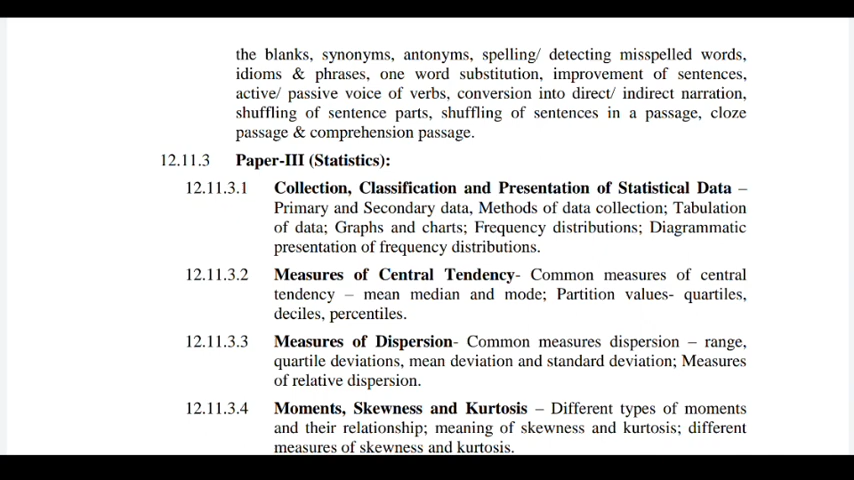 the blanks, synonyms, antonyms, spelling/ detecting misspelled words,
idioms & phrases, one word substitution, improvement of sentences,
active/ passive voice of verbs, conversion into direct/ indirect narration,
shuffling of sentence parts, shuffling of sentences in a passage, cloze
passage & comprehension passage.
12.11.3 Paper-III (Statistics):
12.11.3.1 Collection, Classification and Presentation of Statistical Data –
Primary and Secondary data, Methods of data collection; Tabulation
of data; Graphs and charts; Frequency distributions; Diagrammatic
presentation of frequency distributions.
12.11.3.2 Measures of Central Tendency- Common measures of central
tendency – mean median and mode; Partition values- quartiles,
deciles, percentiles.
12.11.3.3 Measures of Dispersion- Common measures dispersion – range,
quartile deviations, mean deviation and standard deviation; Measures
of relative dispersion.
12.11.3.4 Moments, Skewness and Kurtosis – Different types of moments
and their relationship; meaning of skewness and kurtosis; different
measures of skewness and kurtosis.